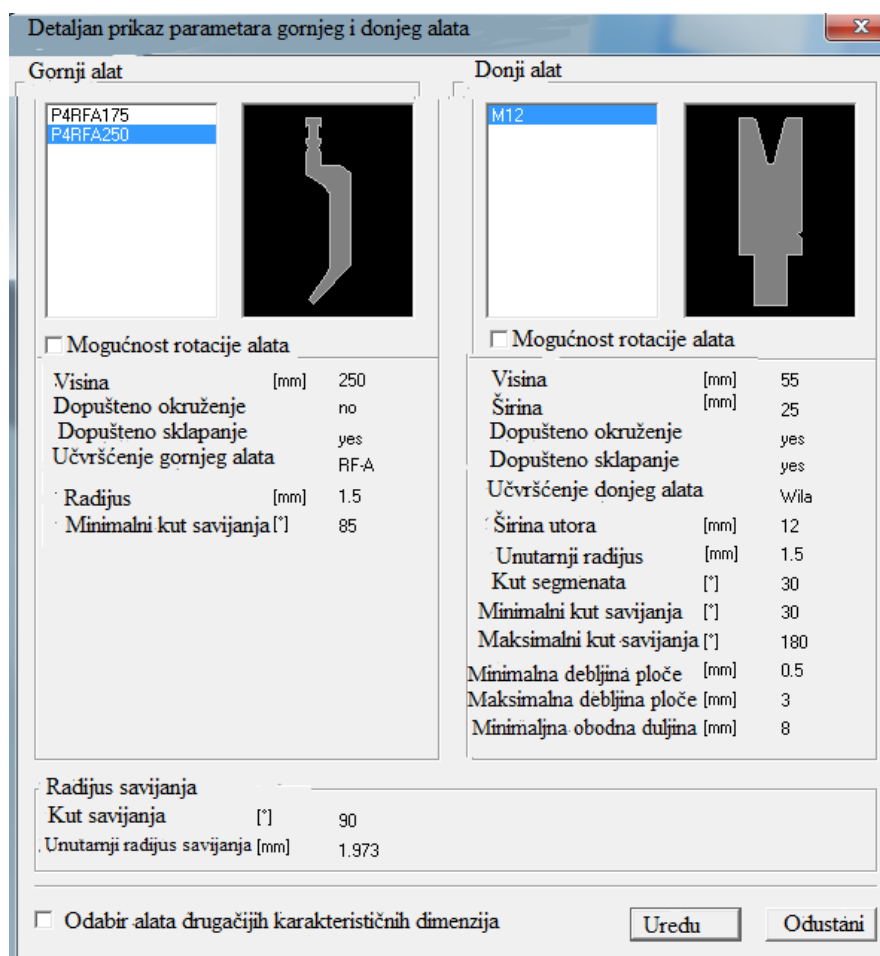 Detaljan prikaz parametara gornjeg i donjeg alata
Gornji alat
P4RFA175
P4RFA250
Mogućnost rotacije alata
Visina [mm] 250
Dopušteno okruženje no
Dopušteno sklapanje yes
Učvršćenje gornjeg alata RF-A
Radijus [mm] 1.5
Minimalni kut savijanja [°] 85
Donji alat
M12
Mogućnost rotacije alata
Visina [mm] 55
Širina [mm] 25
Dopušteno okruženje yes
Dopušteno sklapanje yes
Učvršćenje donjeg alata Wila
Širina utora [mm] 12
Unutarnji radijus [mm] 1.5
Kut segmenata [°] 30
Minimalni kut savijanja [°] 30
Maksimalni kut savijanja [°] 180
Minimalna debljina ploče [mm] 0.5
Maksimalna debljina ploče [mm] 3
Minimaljna obodna duljina [mm] 8
Radijus savijanja
Kut savijanja [°] 90
Unutarnji radijus savijanja [mm] 1.973
Odabir alata drugačijih karakterističnih dimenzija
Uređu
Odustani